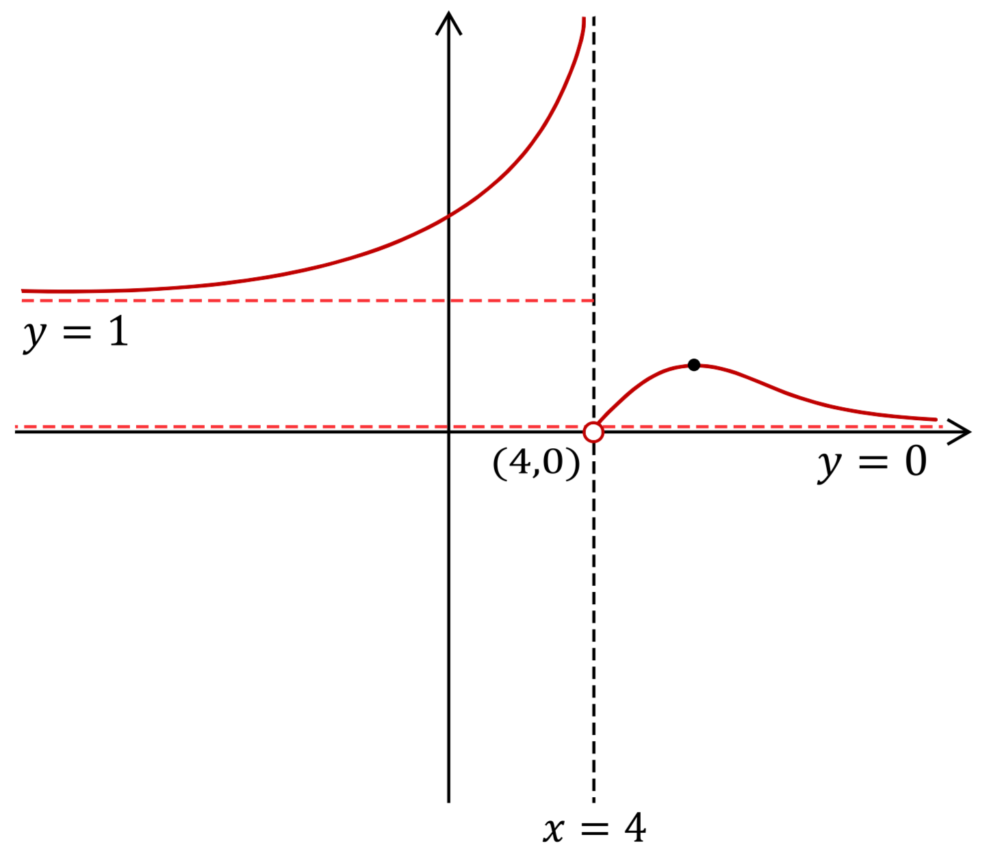 y = 1
(4,0)
y = 0
x = 4